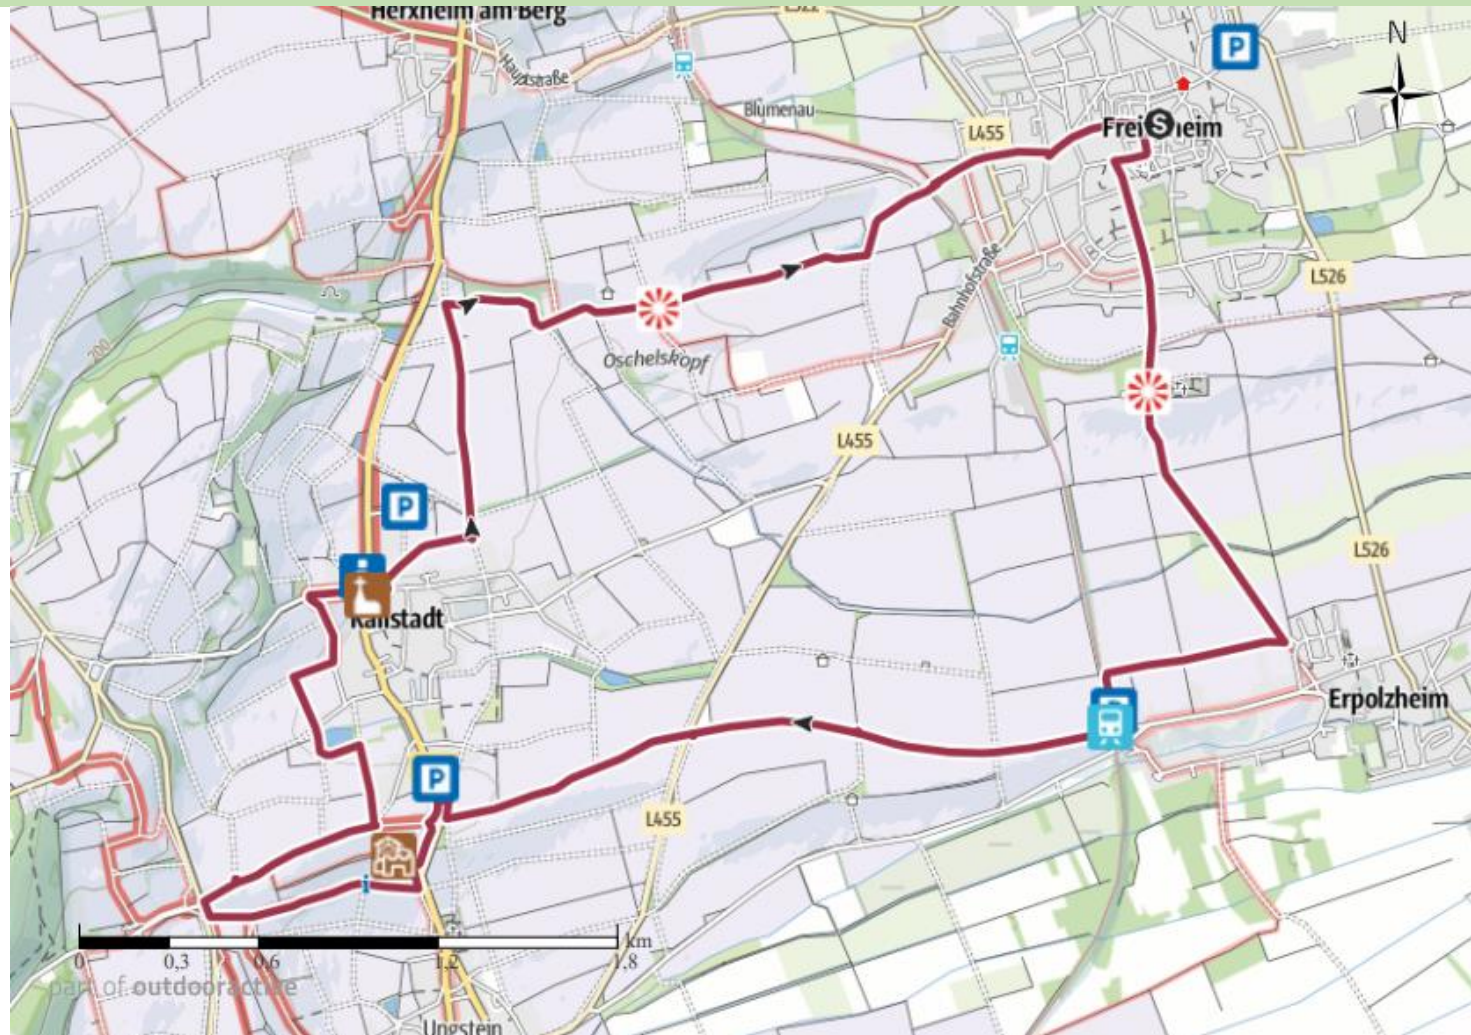 Herxheim am Berg
L522
N
P
Hauptstraße
Blumenau
L455
S
L526
Bahnhofstraße
200
Oschelskopf
L455
P
L526
Kallstadt
Erpolzheim
P
L455
i
km
0 0,3 0,6 1,2 1,8
part of outdooractive
Ungstein